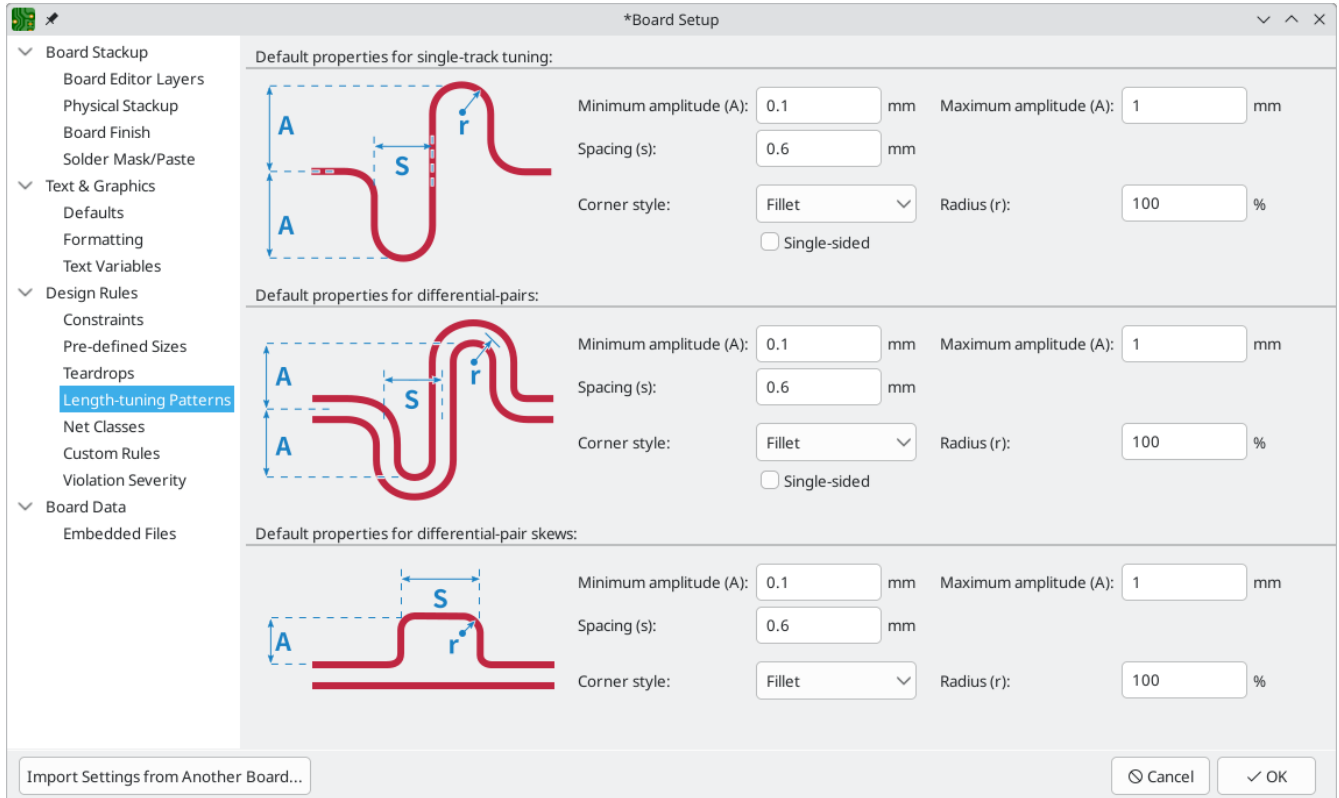 *Board Setup
Board Stackup
Board Editor Layers
Physical Stackup
Board Finish
Solder Mask/Paste
Text & Graphics
Defaults
Formatting
Text Variables
Design Rules
Constraints
Pre-defined Sizes
Teardrops
Length-tuning Patterns
Net Classes
Custom Rules
Violation Severity
Board Data
Embedded Files
Default properties for single-track tuning:
A
r
S
A
Minimum amplitude (A): 0.1 mm Maximum amplitude (A): 1 mm
Spacing (s): 0.6 mm
Corner style: Fillet Radius (r): 100 %
Single-sided
Default properties for differential-pairs:
A
r
S
A
Minimum amplitude (A): 0.1 mm Maximum amplitude (A): 1 mm
Spacing (s): 0.6 mm
Corner style: Fillet Radius (r): 100 %
Single-sided
Default properties for differential-pair skews:
S
A
r
Minimum amplitude (A): 0.1 mm Maximum amplitude (A): 1 mm
Spacing (s): 0.6 mm
Corner style: Fillet Radius (r): 100 %
Import Settings from Another Board... Cancel OK